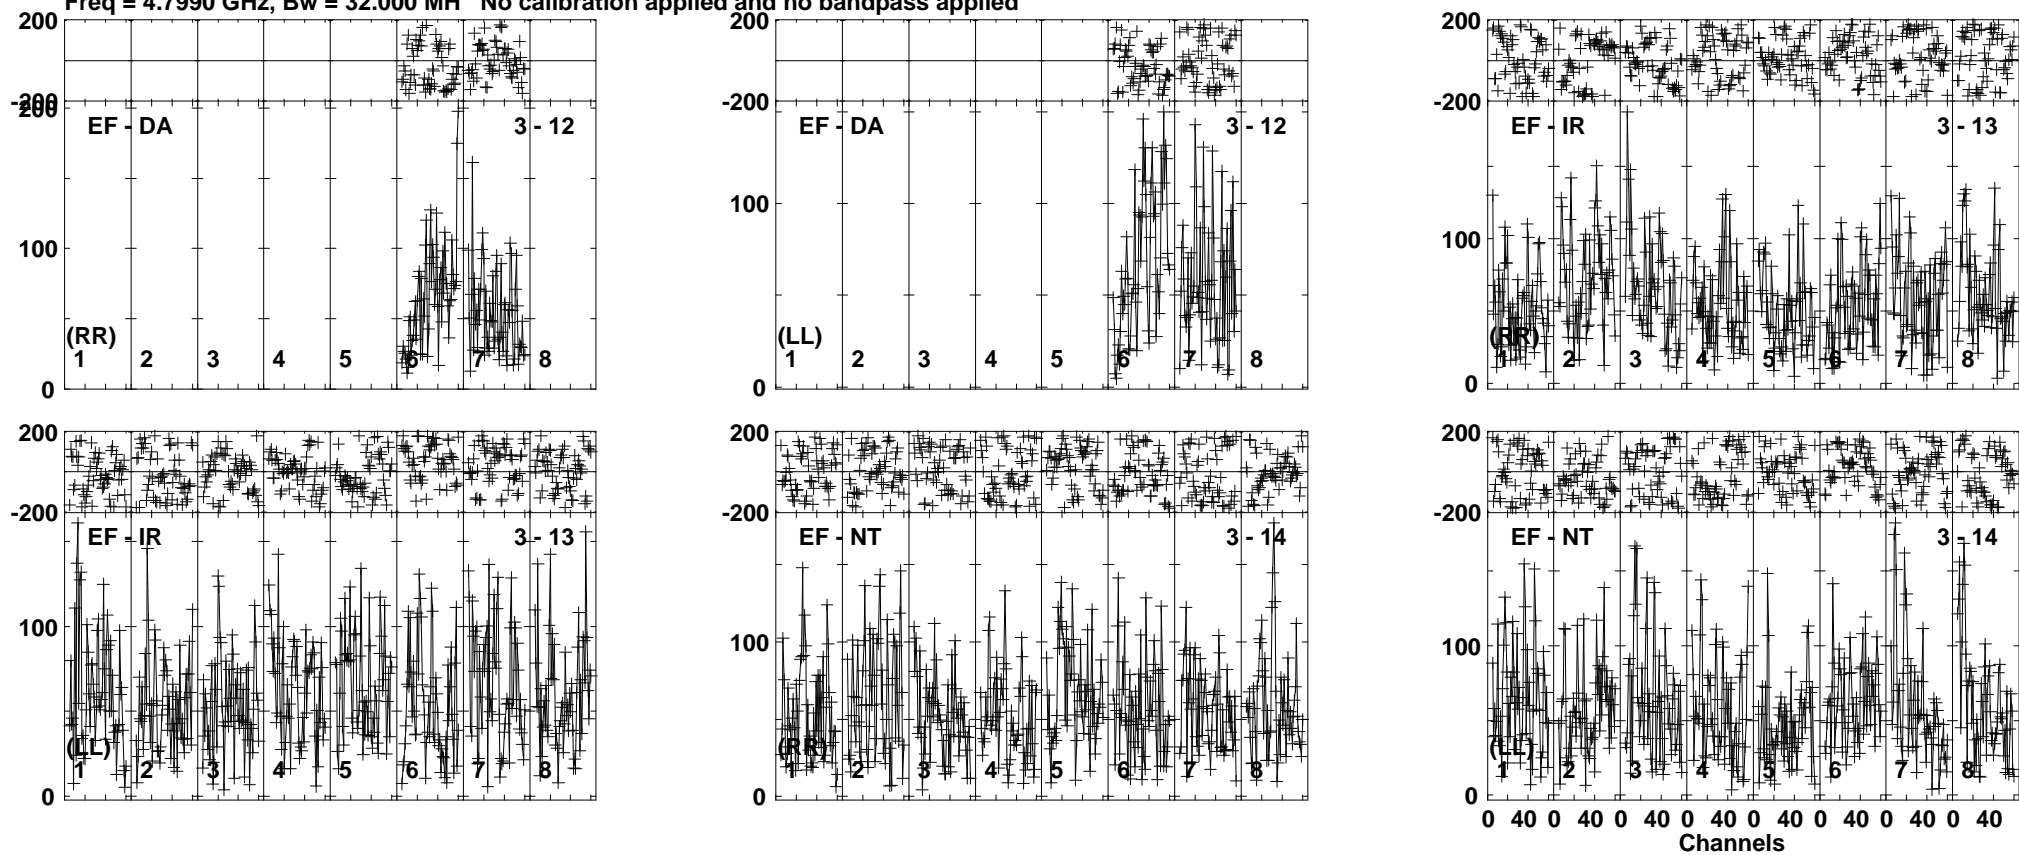 Freq = 4.7990 GHz, Bw = 32.000 MH No calibration applied and no bandpass applied
200
-200
200
EF - DA
3 - 12
100
(RR)
1 2 3 4 5 6 7 8
0
200
-200
EF - DA
3 - 12
100
(LL)
1 2 3 4 5 6 7 8
0
200
-200
EF - IR
3 - 13
100
(RR)
1 2 3 4 5 6 7 8
0
200
-200
EF - IR
3 - 13
100
(LL)
1 2 3 4 5 6 7 8
0
200
-200
EF - NT
3 - 14
100
(RR)
1 2 3 4 5 6 7 8
0
200
-200
EF - NT
3 - 14
100
(LL)
1 2 3 4 5 6 7 8
0
0 40 0 40 0 40 0 40 0 40 0 40 0 40 0 40
Channels